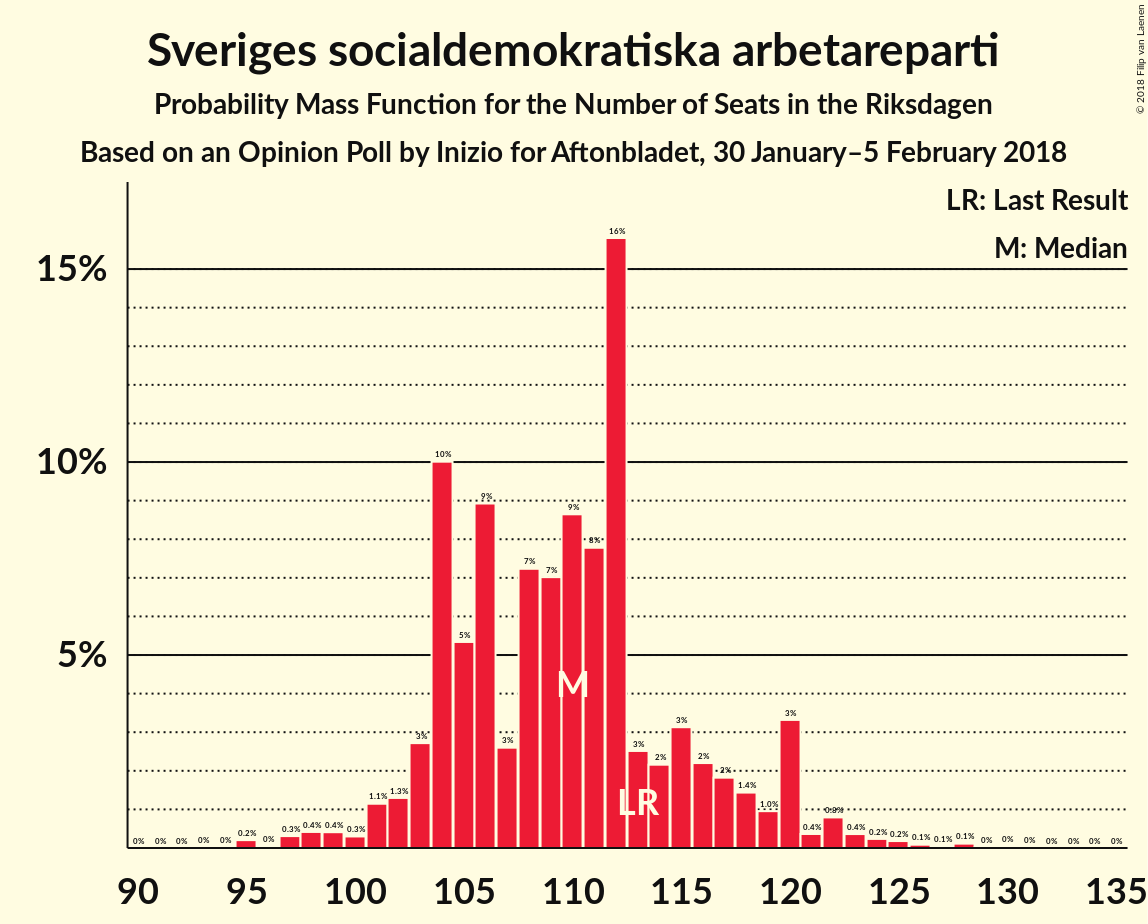 Sveriges socialdemokratiska arbetareparti
Probability Mass Function for the Number of Seats in the Riksdagen
Based on an Opinion Poll by Inizio for Aftonbladet, 30 January–5 February 2018
© 2018 Filip van Laenen
LR: Last Result
M: Median
15%
10%
5%
0% 0% 0% 0% 0% 0.2% 0% 0.3% 0.4% 0.4% 0.3% 1.1% 1.3% 3% 10% 5% 9% 3% 7% 7% 9% 8% 16% 3% 2% 3% 2% 2% 1.4% 1.0% 3% 0.4% 0.8% 0.4% 0.2% 0.2% 0.1% 0.1% 0.1% 0% 0% 0% 0% 0% 0% 0%
M
LR
90 95 100 105 110 115 120 125 130 135